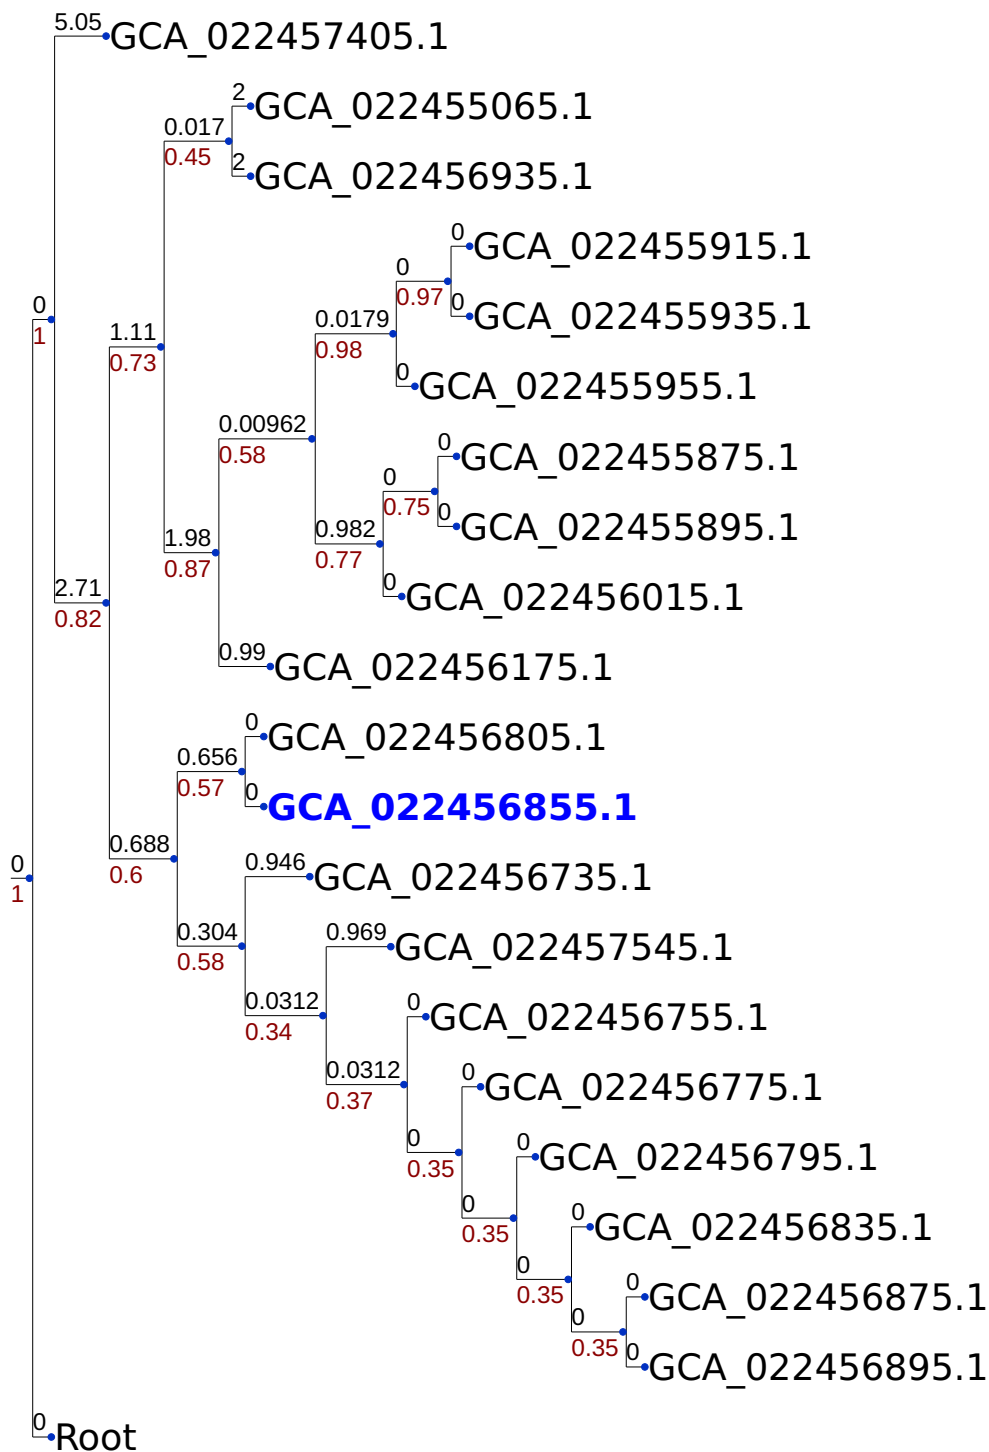 5.05 GCA_022457405.1
2 GCA_022455065.1
0.017
0.45
2 GCA_022456935.1
0 GCA_022455915.1
0
0.97
0 GCA_022455935.1
0
1
0.0179
0.98
1.11
0.73
0 GCA_022455955.1
0.00962
0.58
0 GCA_022455875.1
0
0.75
0 GCA_022455895.1
0.982
0.77
1.98
0.87
0 GCA_022456015.1
2.71
0.82
0.99 GCA_022456175.1
0 GCA_022456805.1
0.656
0.57
0 GCA_022456855.1
0.688
0.6
0
1
0.946 GCA_022456735.1
0.304
0.58
0.969 GCA_022457545.1
0.0312
0.34
0 GCA_022456755.1
0.0312
0.37
0 GCA_022456775.1
0
0.35
0 GCA_022456795.1
0
0.35
0 GCA_022456835.1
0
0.35
0 GCA_022456875.1
0
0.35
0 GCA_022456895.1
0 Root